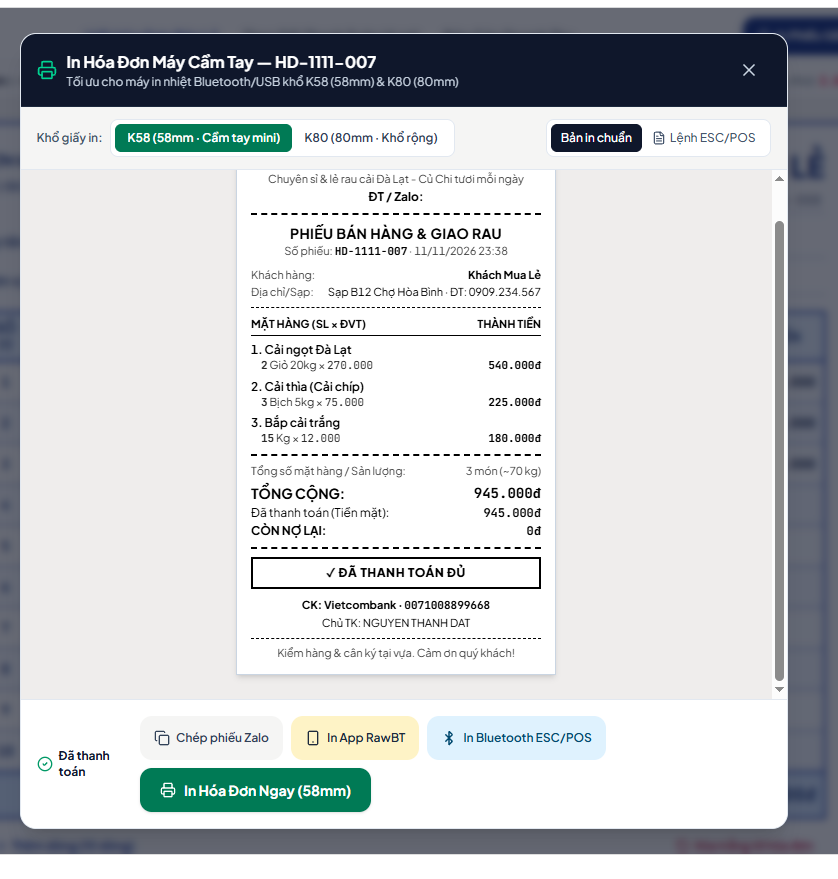 In Hóa Đơn Máy Cầm Tay — HD-1111-007
Tối ưu cho máy in nhiệt Bluetooth/USB khổ K58 (58mm) & K80 (80mm)
Khổ giấy in: K58 (58mm · Cầm tay mini) K80 (80mm · Khổ rộng) Bản in chuẩn Lệnh ESC/POS
Chuyên sỉ & lẻ rau cải Đà Lạt - Củ Chi tươi mỗi ngày
ĐT / Zalo:
PHIẾU BÁN HÀNG & GIAO RAU
Số phiếu: HD-1111-007 · 11/11/2026 23:38
Khách hàng: Khách Mua Lẻ
Địa chỉ/Sạp: Sạp B12 Chợ Hòa Bình · ĐT: 0909.234.567
MẶT HÀNG (SL × ĐVT) THÀNH TIỀN
1. Cải ngọt Đà Lạt
2 Giỏ 20kg × 270.000 540.000đ
2. Cải thìa (Cải chíp)
3 Bịch 5kg × 75.000 225.000đ
3. Bắp cải trắng
15 Kg × 12.000 180.000đ
Tổng số mặt hàng / Sản lượng: 3 món (~70 kg)
TỔNG CỘNG: 945.000đ
Đã thanh toán (Tiền mặt): 945.000đ
CÒN NỢ LẠI: 0đ
✓ ĐÃ THANH TOÁN ĐỦ
CK: Vietcombank · 0071008899668
Chủ TK: NGUYEN THANH DAT
Kiểm hàng & cân ký tại vựa. Cảm ơn quý khách!
Đã thanh toán
Chép phiếu Zalo In App RawBT In Bluetooth ESC/POS
In Hóa Đơn Ngay (58mm)